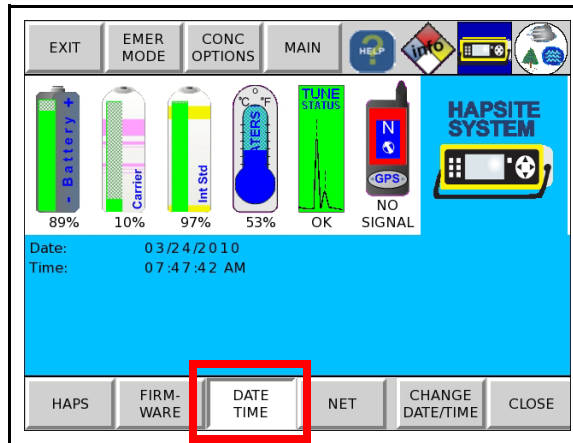 EXIT
EMER
MODE
CONC
OPTIONS
MAIN
HELP
info
- Battery +
89%
Carrier
10%
Int Std
97%
°C °F
53%
TUNE
STATUS
OK
N
GPS
NO
SIGNAL
HAPSITE
SYSTEM
Date: 03/24/2010
Time: 07:47:42 AM
HAPS
FIRM-
WARE
DATE
TIME
NET
CHANGE
DATE/TIME
CLOSE